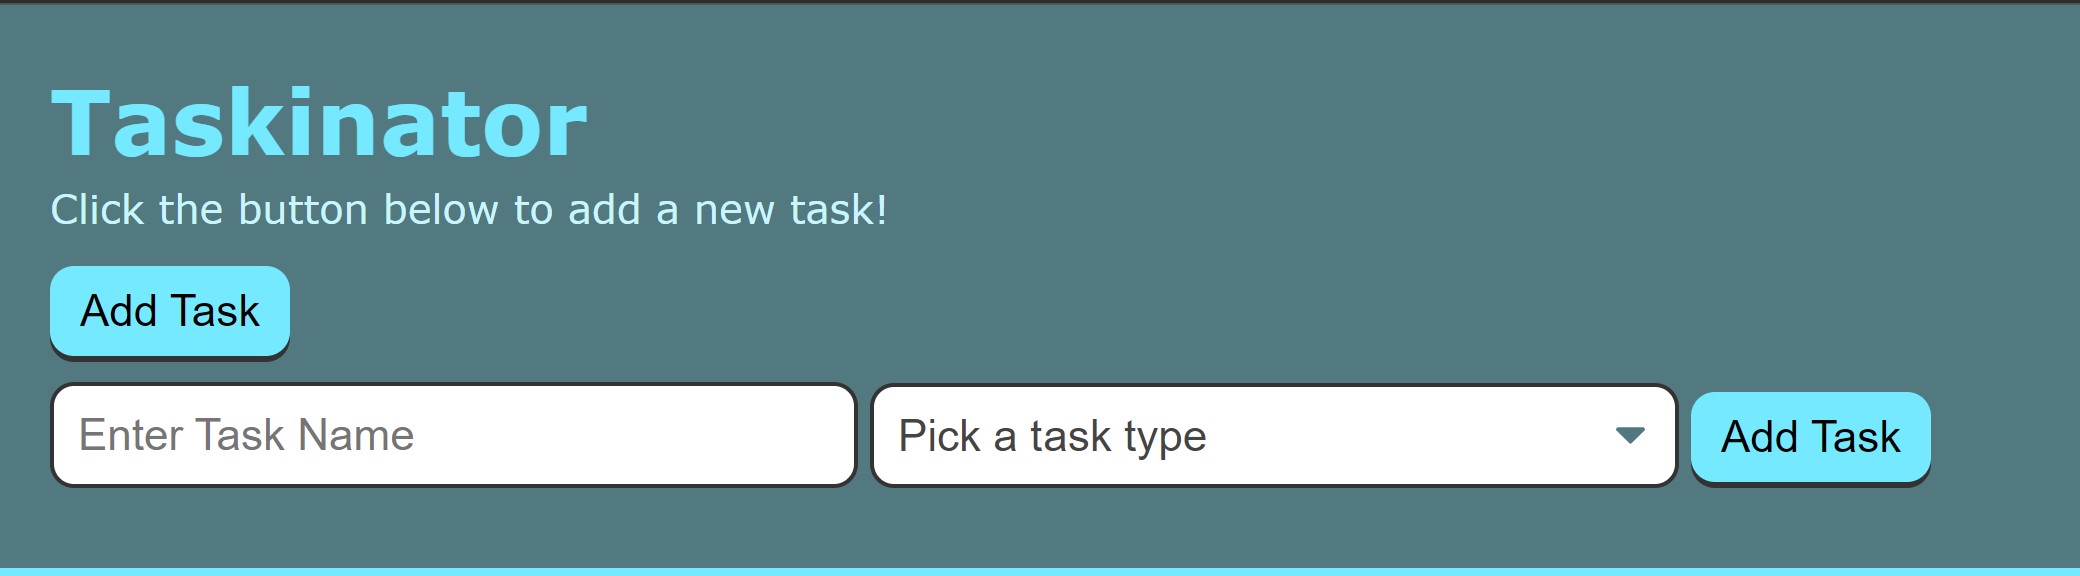 Taskinator
Click the button below to add a new task!
Add Task
Enter Task Name Pick a task type Add Task